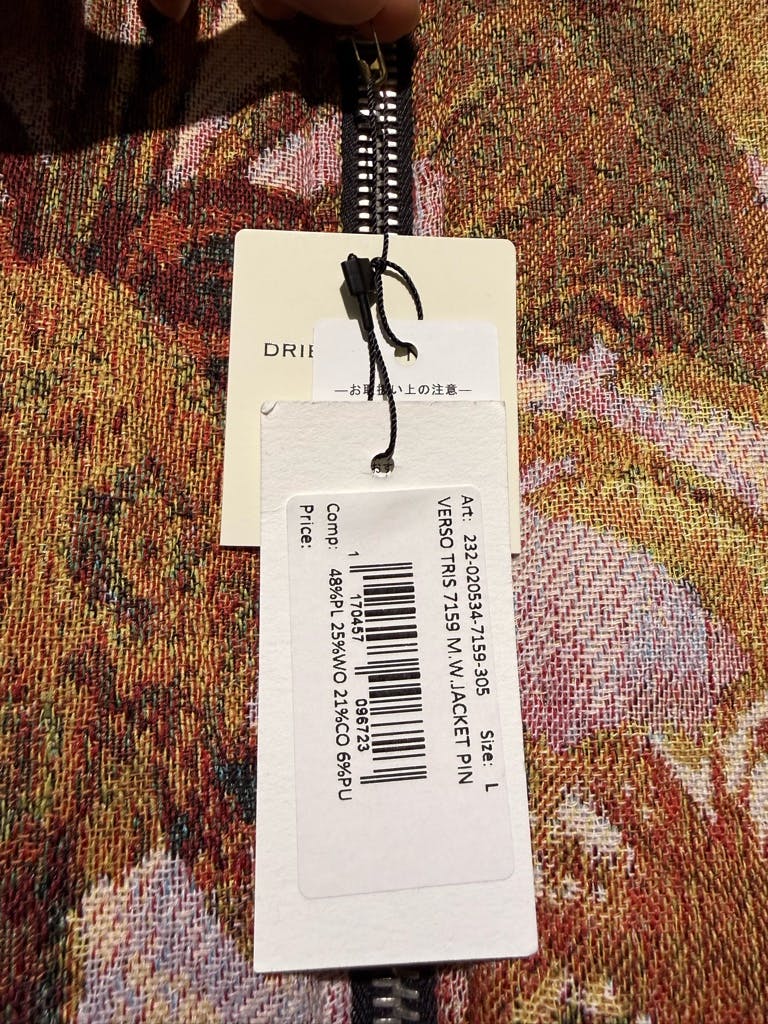 DRIE
—お取扱い上の注意—
Art: 232-020534-7159-305 Size: L
VERSO TRIS 7159 M.W.JACKET PIN
1 170457 096723
Comp: 48%PL 25%WO 21%CO 6%PU
Price: